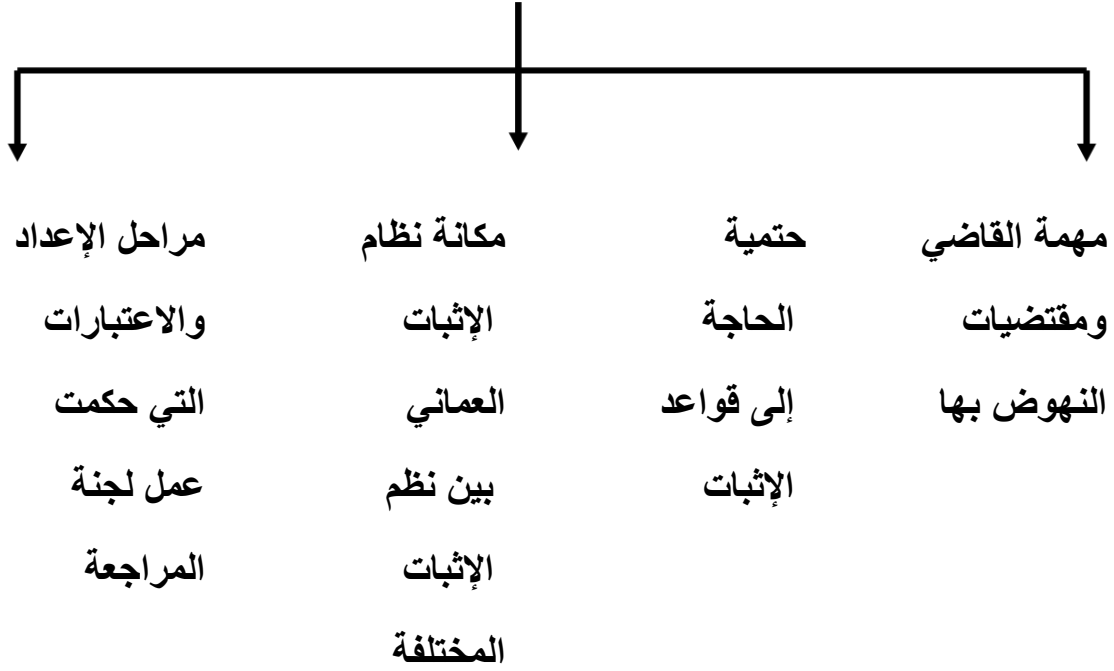 مهمة القاضي
ومقتضيات
النهوض بها
حتمية
الحاجة
إلى قواعد
الإثبات
مكانة نظام
الإثبات
العماني
بين نظم
الإثبات
المختلفة
مراحل الإعداد
والاعتبارات
التي حكمت
عمل لجنة
المراجعة